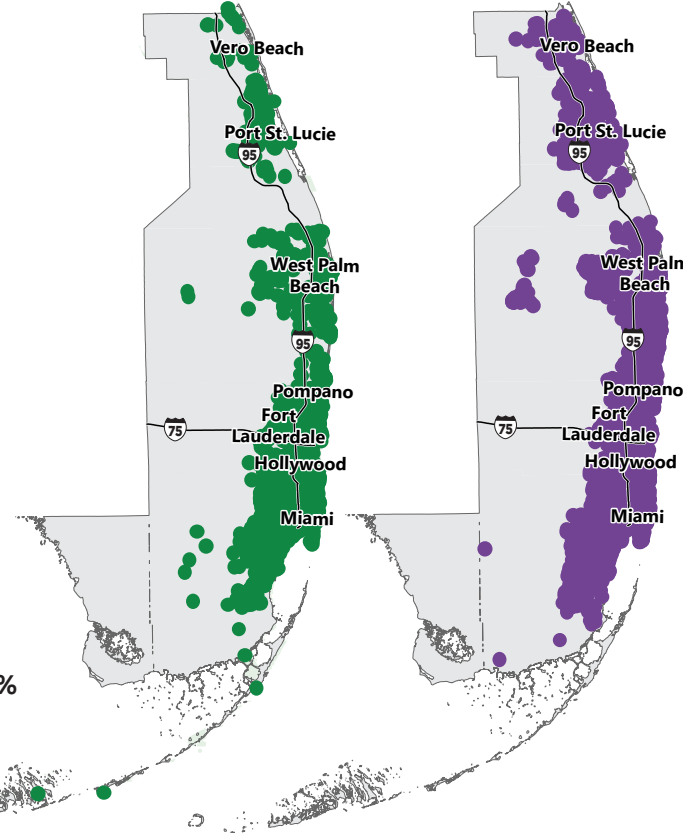 Vero Beach
Port St. Lucie
95
West Palm
Beach
95
Pompano
Fort
Lauderdale
75
Hollywood
Miami
%
Vero Beach
Port St. Lucie
95
West Palm
Beach
95
Pompano
Fort
Lauderdale
75
Hollywood
Miami